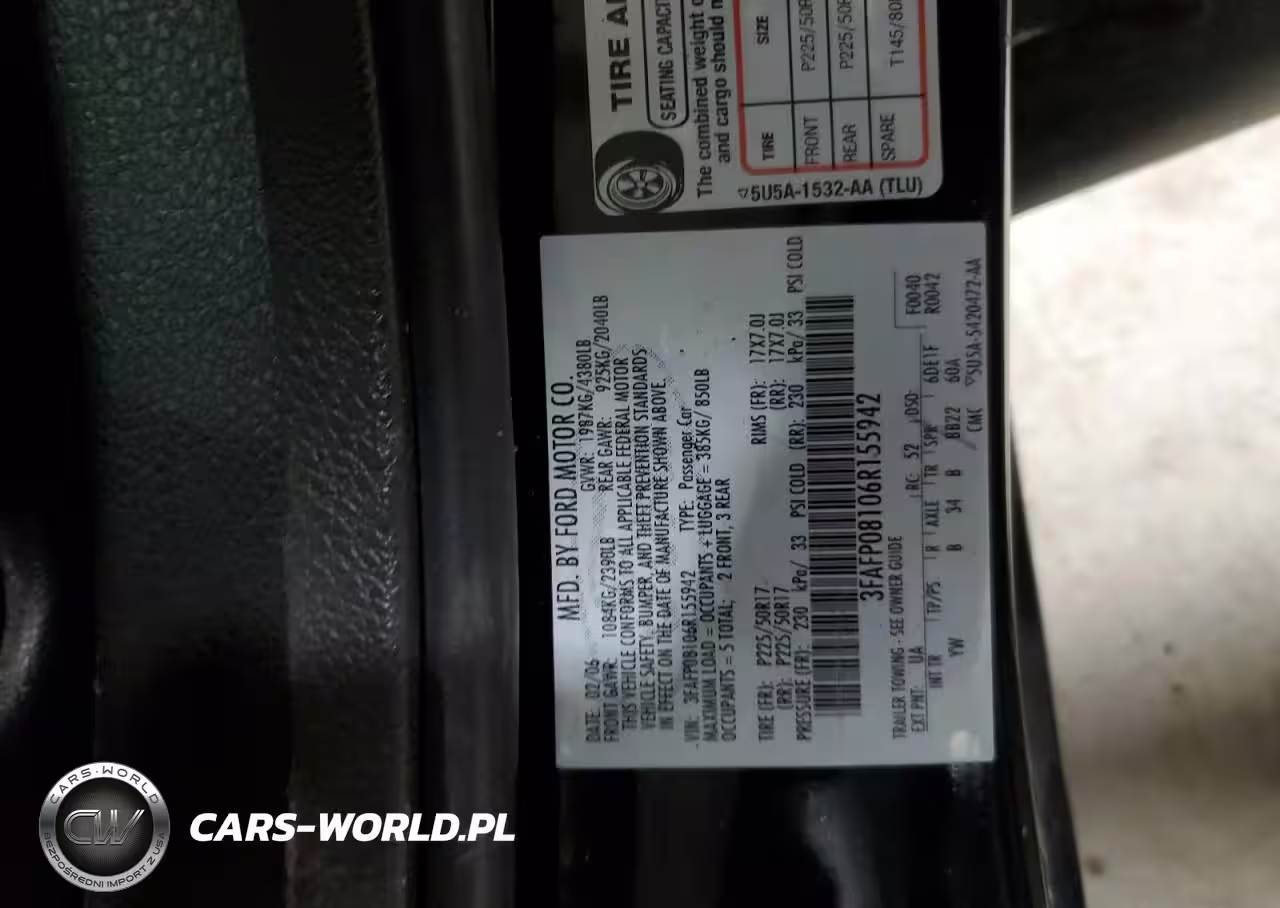 TIRE
SEATING CAPACITY
The combined weight
and cargo should
TIRE SIZE
FRONT P225/50R
REAR P225/50R
SPARE T145/80
5U5A-1532-AA (TLU)
MFD. BY FORD MOTOR CO.
DATE: 02/06 GVWR: 1987KG/4380LB
FRONT GAWR: 1084KG/2390LB REAR GAWR: 925KG/2040LB
THIS VEHICLE CONFORMS TO ALL APPLICABLE FEDERAL MOTOR
VEHICLE SAFETY, BUMPER, AND THEFT PREVENTION STANDARDS
IN EFFECT ON THE DATE OF MANUFACTURE SHOWN ABOVE.
VIN: 3FAFP08106R155942 TYPE: Passenger Car
MAXIMUM LOAD = OCCUPANTS + LUGGAGE = 385KG/ 850LB
OCCUPANTS = 5 TOTAL; 2 FRONT, 3 REAR
TIRE (FR): P225/50R17 RIMS (FR): 17X7.0J
(RR): P225/50R17 (RR): 17X7.0J
PRESSURE (FR): 230 kPa/ 33 PSI COLD (RR): 230 kPa/ 33 PSI COLD
3FAFP08106R155942
TRAILER TOWING - SEE OWNER GUIDE
EXT PNT: UA RC: 52 DSO: F0040
INT TR TP/PS R AXLE TR SPR 6DE1F R0042
YW B 34 B BB22 60A
CMC 5U5A-5420472-AA
CARS-WORLD
CW
BEZPOŚREDNI IMPORT Z USA
CARS-WORLD.PL